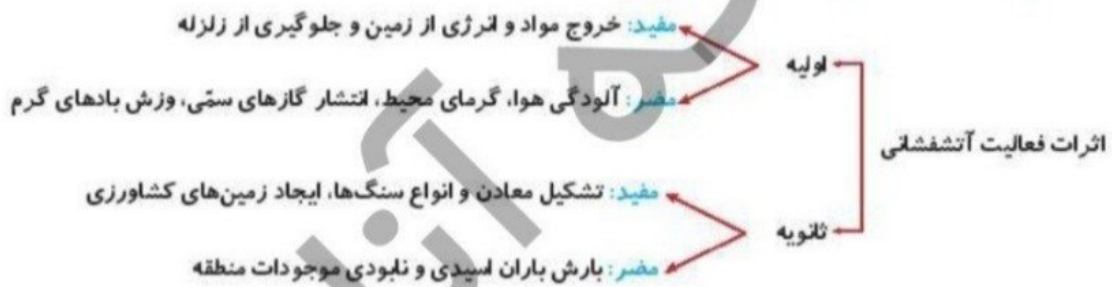 مفید: خروج مواد و انرژی از زمین و جلوگیری از زلزله
اولیه
مضر: آلودگی هوا، گرمای محیط، انتشار گازهای سمّی، وزش بادهای گرم
اثرات فعالیت آتشفشانی
مفید: تشکیل معادن و انواع سنگ‌ها، ایجاد زمین‌های کشاورزی
ثانویه
مضر: بارش باران اسیدی و نابودی موجودات منطقه